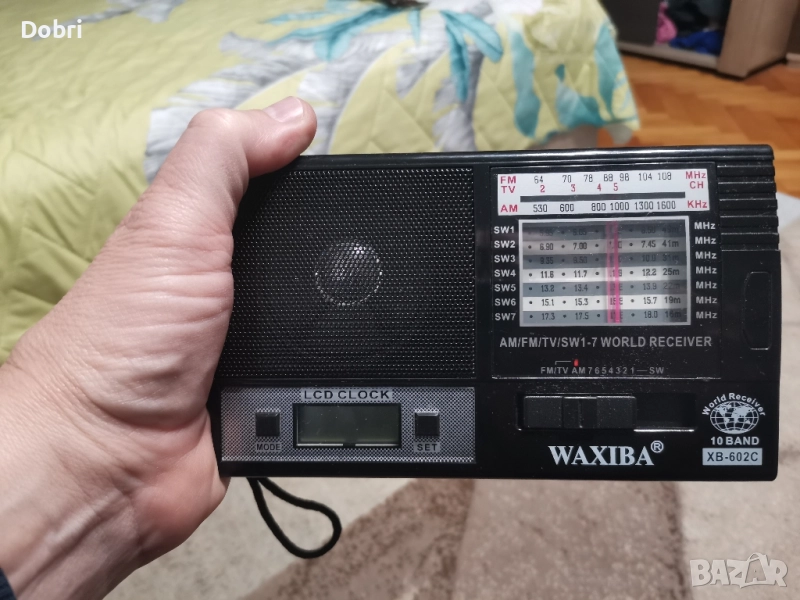 Dobri
FM 64 70 78 88 98 104 108 MHz
TV 2 3 4 5 CH
AM 530 600 800 1000 1300 1600 KHz
SW1 MHz
SW2 6.90 7.00 7.45 41m MHz
SW3 MHz
SW4 11.6 11.7 12.2 25m MHz
SW5 13.2 13.4 13.5 MHz
SW6 15.1 15.3 15.7 19m MHz
SW7 17.3 17.5 18.0 16m MHz
AM/FM/TV/SW1-7 WORLD RECEIVER
FM/TV AM 7 6 5 4 3 2 1 — SW
LCD CLOCK
MODE
SET
WAXIBA®
World Receiver
10 BAND
XB-602C
BAZAR